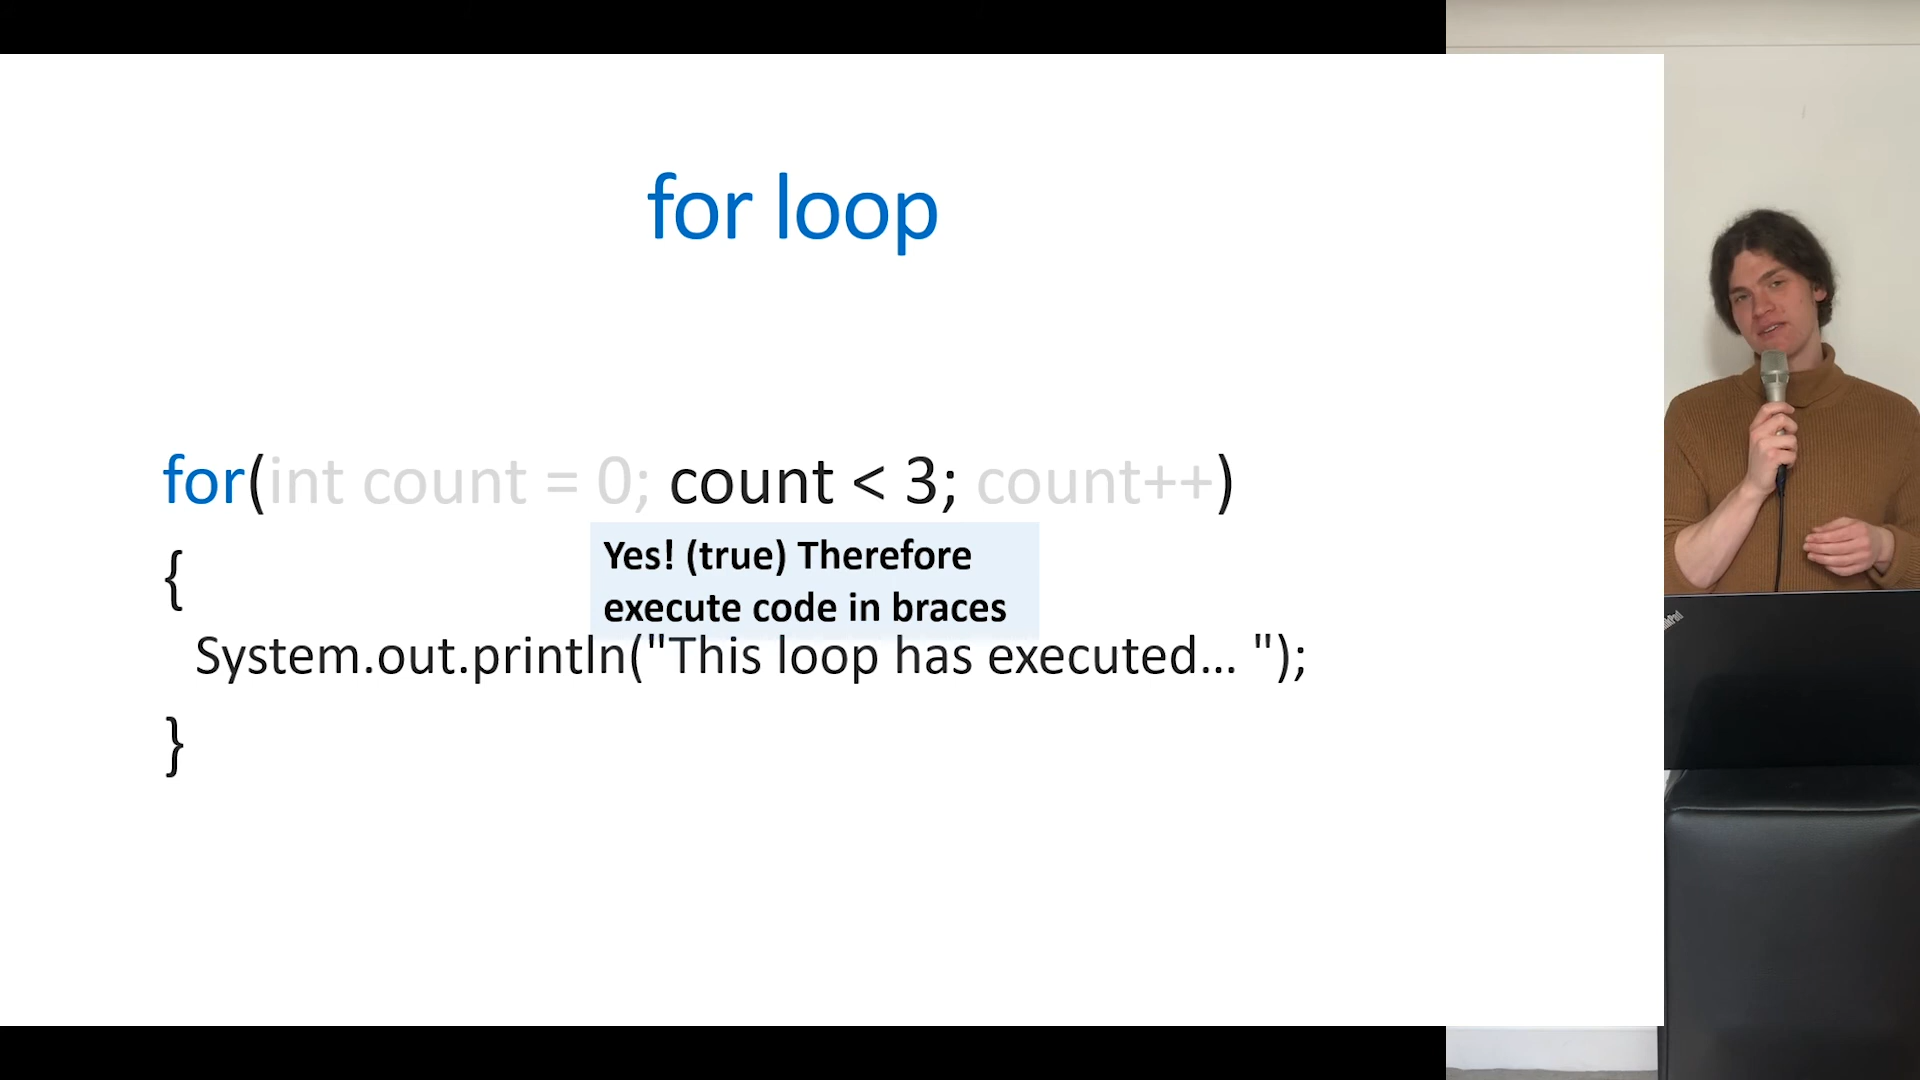 for loop
for(int count = 0; count < 3; count++)
{
Yes! (true) Therefore
execute code in braces
System.out.println("This loop has executed... ");
}